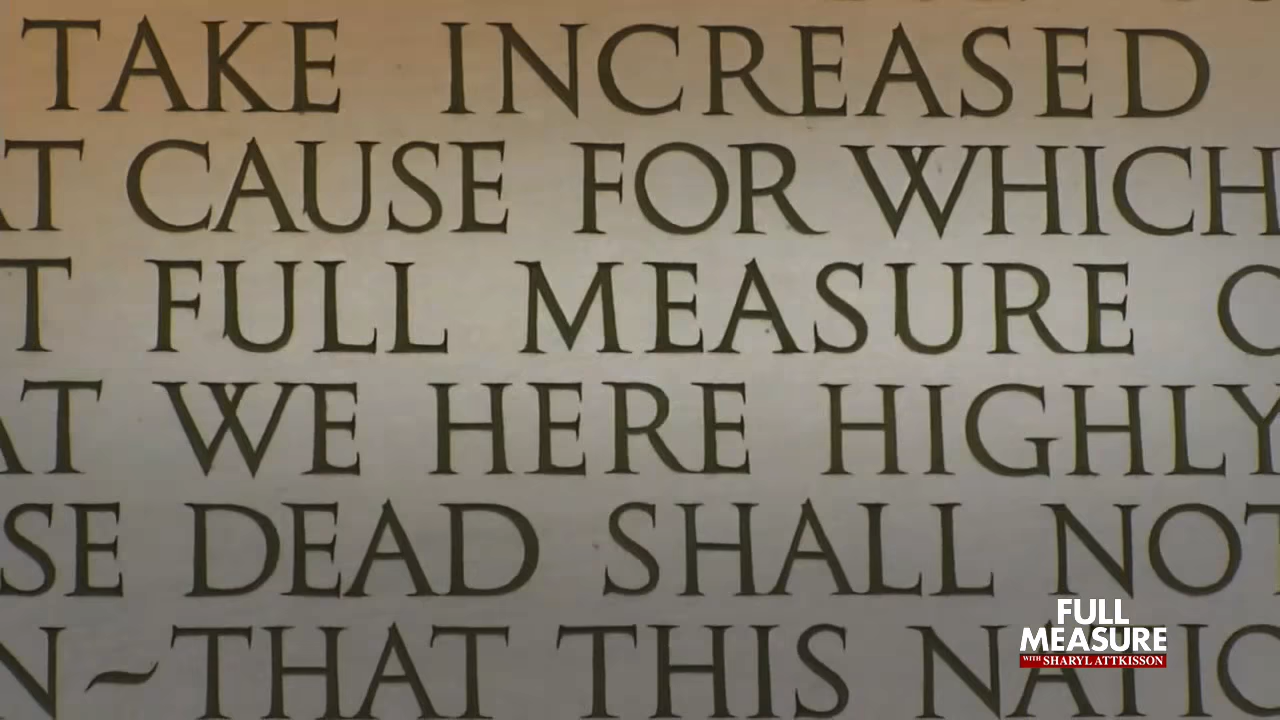 TAKE INCREASED
AT CAUSE FOR WHICH
T FULL MEASURE
AT WE HERE HIGHLY
SE DEAD SHALL NOT
N~THAT THIS NATIO
FULL
MEASURE
WITH SHARYL ATTKISSON